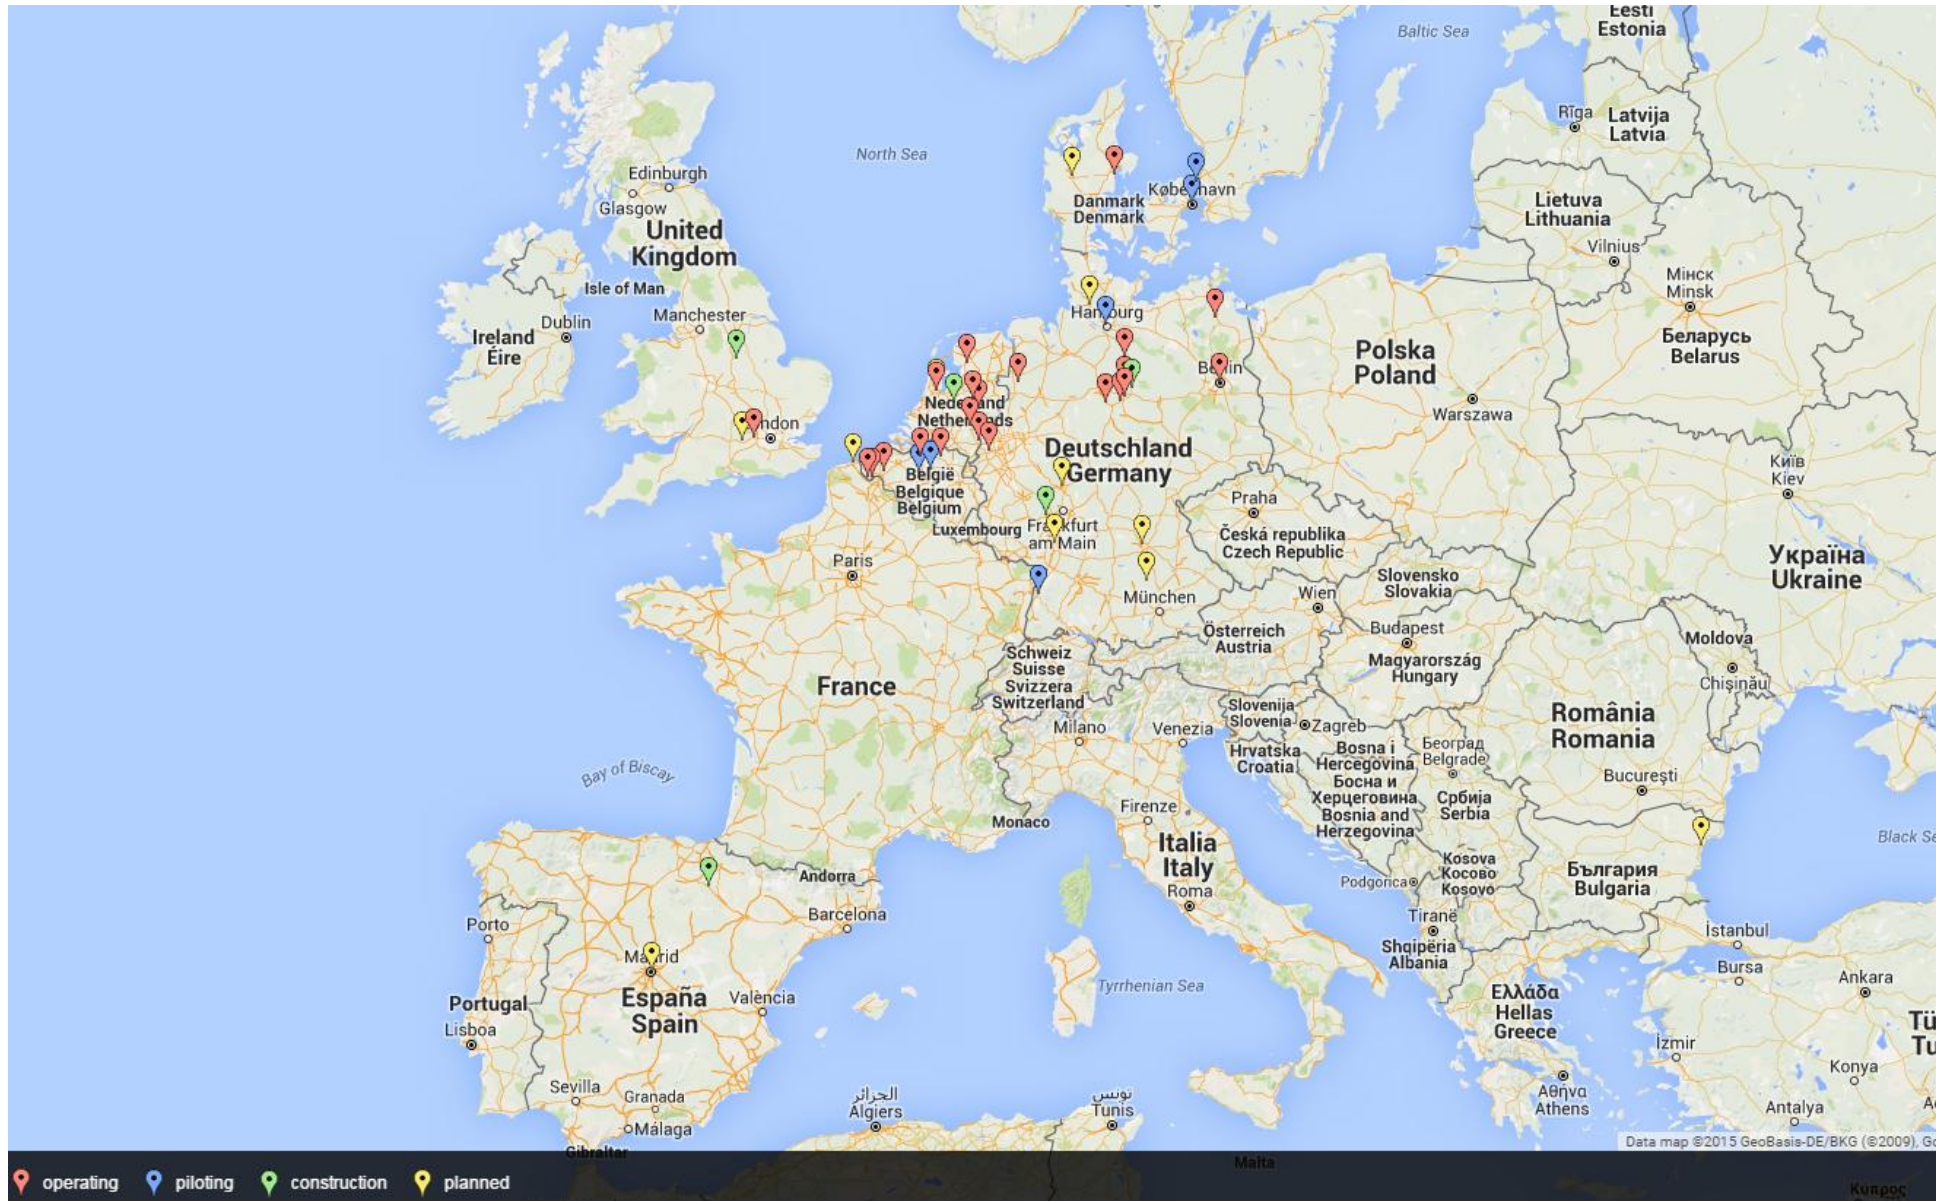 Eesti
Estonia
Baltic Sea
Rīga
Latvija
Latvia
North Sea
Edinburgh
Glasgow
United
Kingdom
Danmark
Denmark
Lietuva
Lithuania
Vilnius
Мінск
Minsk
Беларусь
Belarus
Isle of Man
Manchester
Dublin
Ireland
Éire
Polska
Poland
Warszawa
Deutschland
Germany
België
Belgique
Belgium
Luxembourg
am Main
Praha
Česká republika
Czech Republic
Київ
Kiev
Україна
Ukraine
Paris
München
Wien
Slovensko
Slovakia
Österreich
Austria
Budapest
Magyarország
Hungary
Moldova
Chișinău
Schweiz
Suisse
Svizzera
Switzerland
France
Milano
Venezia
Slovenija
Slovenia
Zagreb
Hrvatska
Croatia
Bosna i
Hercegovina
Босна и
Херцеговина
Bosnia and
Herzegovina
Београд
Belgrade
Србија
Serbia
România
Romania
București
Bay of Biscay
Firenze
Monaco
Italia
Italy
Roma
Kosova
Косово
Kosovo
Podgorica
България
Bulgaria
Andorra
Barcelona
Porto
Tiranë
Shqipëria
Albania
İstanbul
Bursa
Ankara
Portugal
Lisboa
España
Spain
València
Tyrrhenian Sea
Ελλάδα
Hellas
Greece
İzmir
Konya
Sevilla
Granada
Málaga
Gibraltar
الجزائر
Algiers
تونس
Tunis
Αθήνα
Athens
Antalya
Malta
Κύπρος
Data map ©2015 GeoBasis-DE/BKG (©2009),
operating
piloting
construction
planned